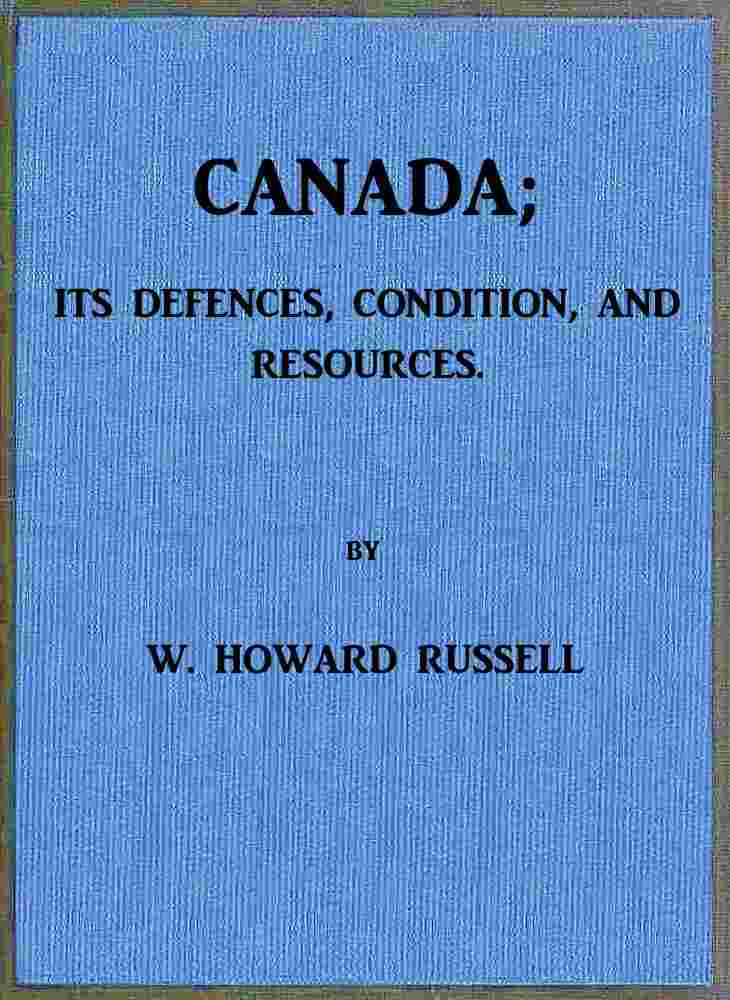 CANADA;
ITS DEFENCES, CONDITION, AND
RESOURCES.
BY
W. HOWARD RUSSELL